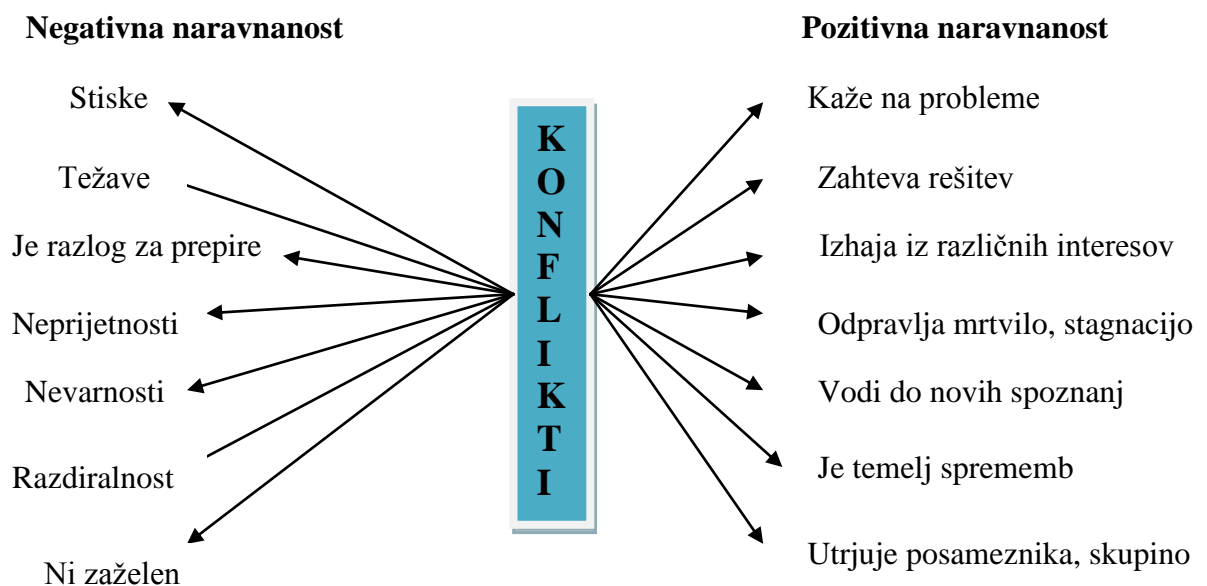 Negativna naravnanost
Pozitivna naravnanost
Stiske
Težave
Je razlog za prepire
Neprijetnosti
Nevarnosti
Razdiralnost
Ni zaželen
KONFLIKTI
Kaže na probleme
Zahteva rešitev
Izhaja iz različnih interesov
Odpravlja mrtvilo, stagnacijo
Vodi do novih spoznanj
Je temelj sprememb
Utrjuje posameznika, skupino